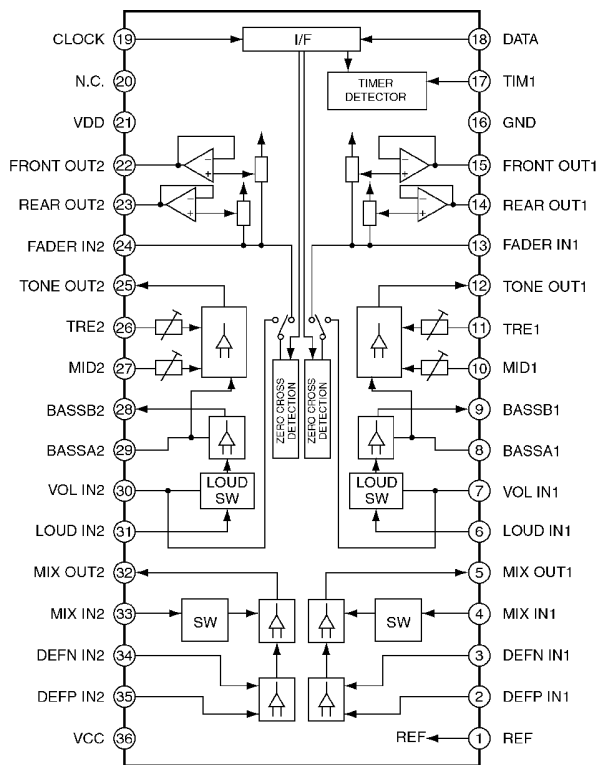 CLOCK 19 I/F 18 DATA
N.C. 20 TIMER DETECTOR 17 TIM1
VDD 21 16 GND
FRONT OUT2 22 - + - + 15 FRONT OUT1
REAR OUT2 23 - + - + 14 REAR OUT1
FADER IN2 24 13 FADER IN1
TONE OUT2 25 12 TONE OUT1
TRE2 26 11 TRE1
MID2 27 10 MID1
ZERO CROSS DETECTION ZERO CROSS DETECTION
BASSB2 28 9 BASSB1
BASSA2 29 8 BASSA1
VOL IN2 30 LOUD SW LOUD SW 7 VOL IN1
LOUD IN2 31 6 LOUD IN1
MIX OUT2 32 5 MIX OUT1
MIX IN2 33 SW SW 4 MIX IN1
DEFN IN2 34 3 DEFN IN1
DEFP IN2 35 2 DEFP IN1
VCC 36 REF 1 REF